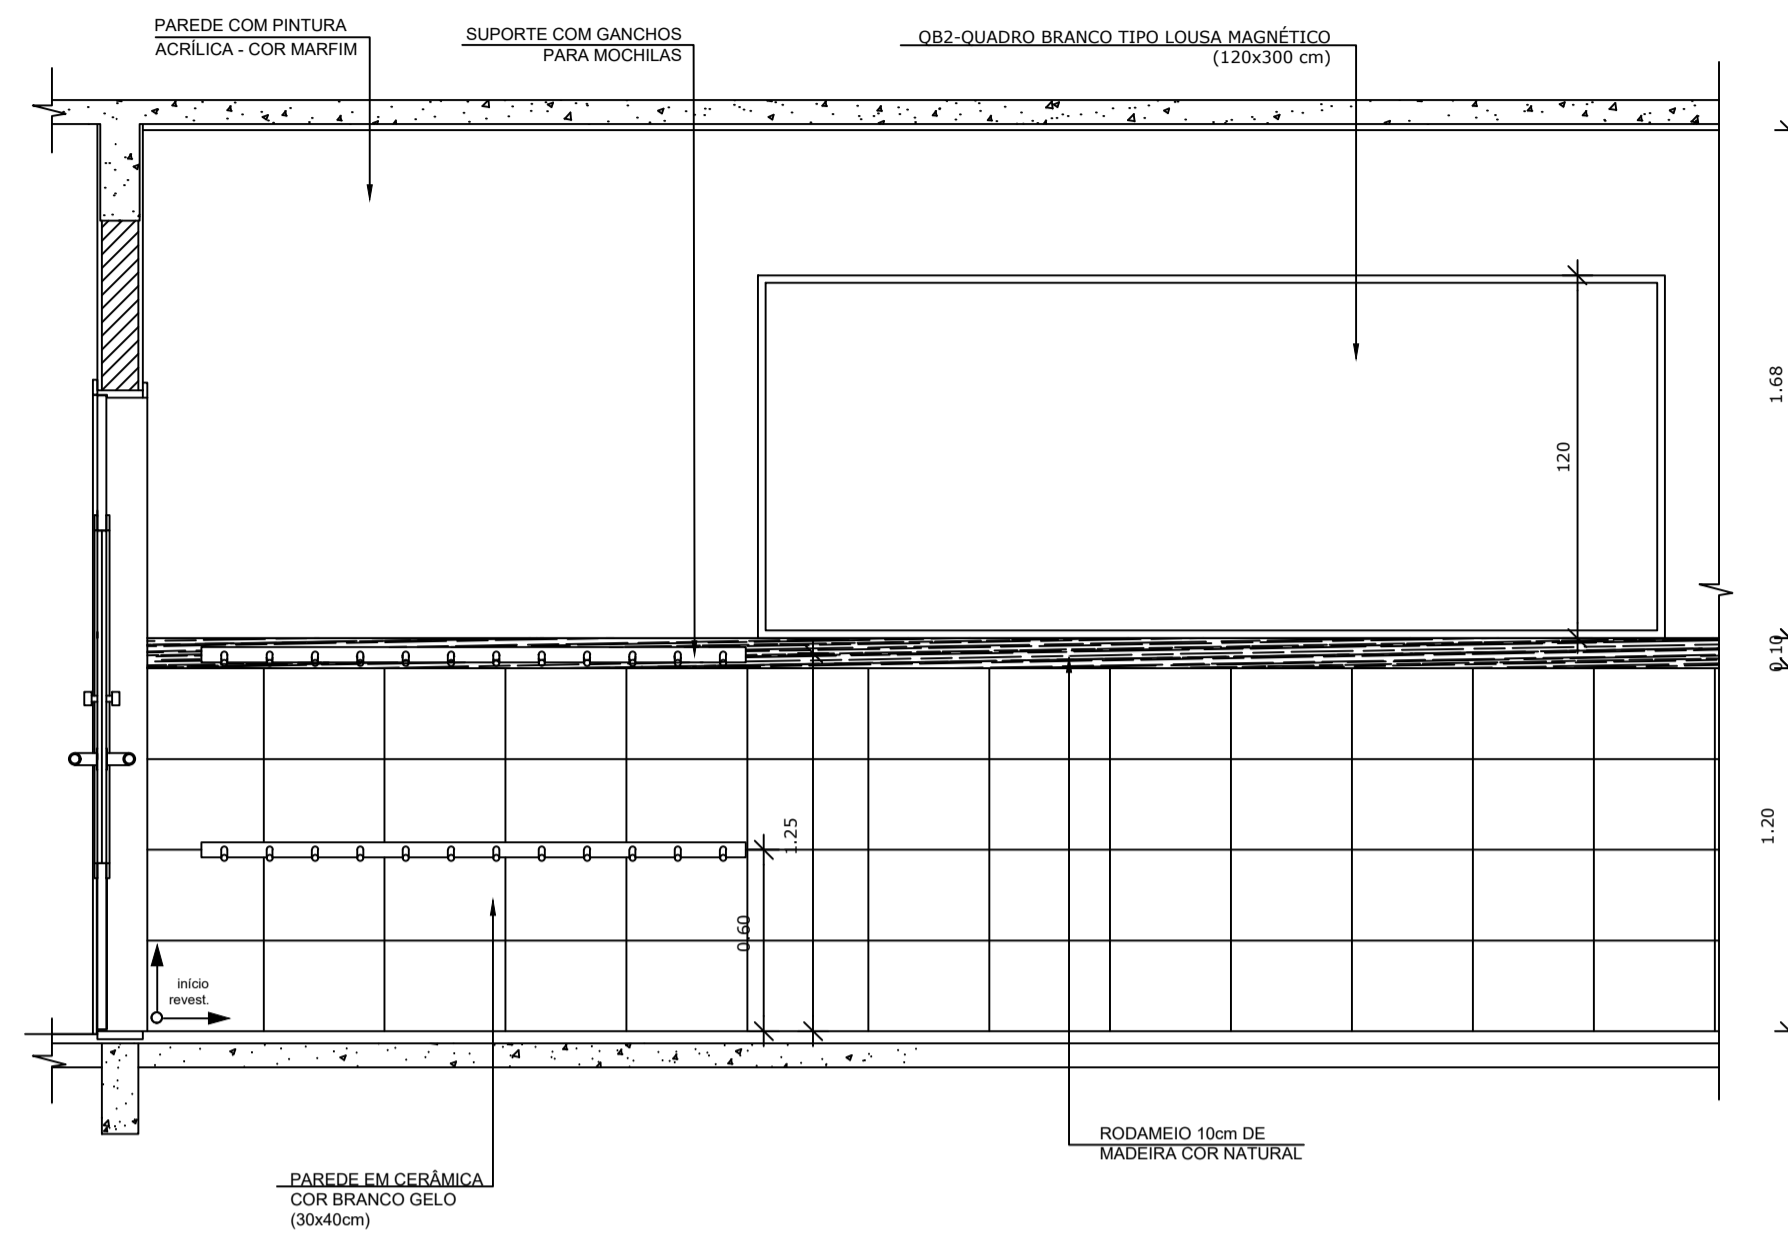 PAREDE COM PINTURA
ACRÍLICA - COR MARFIM
SUPORTE COM GANCHOS
PARA MOCHILAS
QB2-QUADRO BRANCO TIPO LOUSA MAGNÉTICO
(120x300 cm)
1.68
120
0.10
1.25
1.20
0.60
início
revest.
RODAMEIO 10cm DE
MADEIRA COR NATURAL
PAREDE EM CERÂMICA
COR BRANCO GELO
(30x40cm)